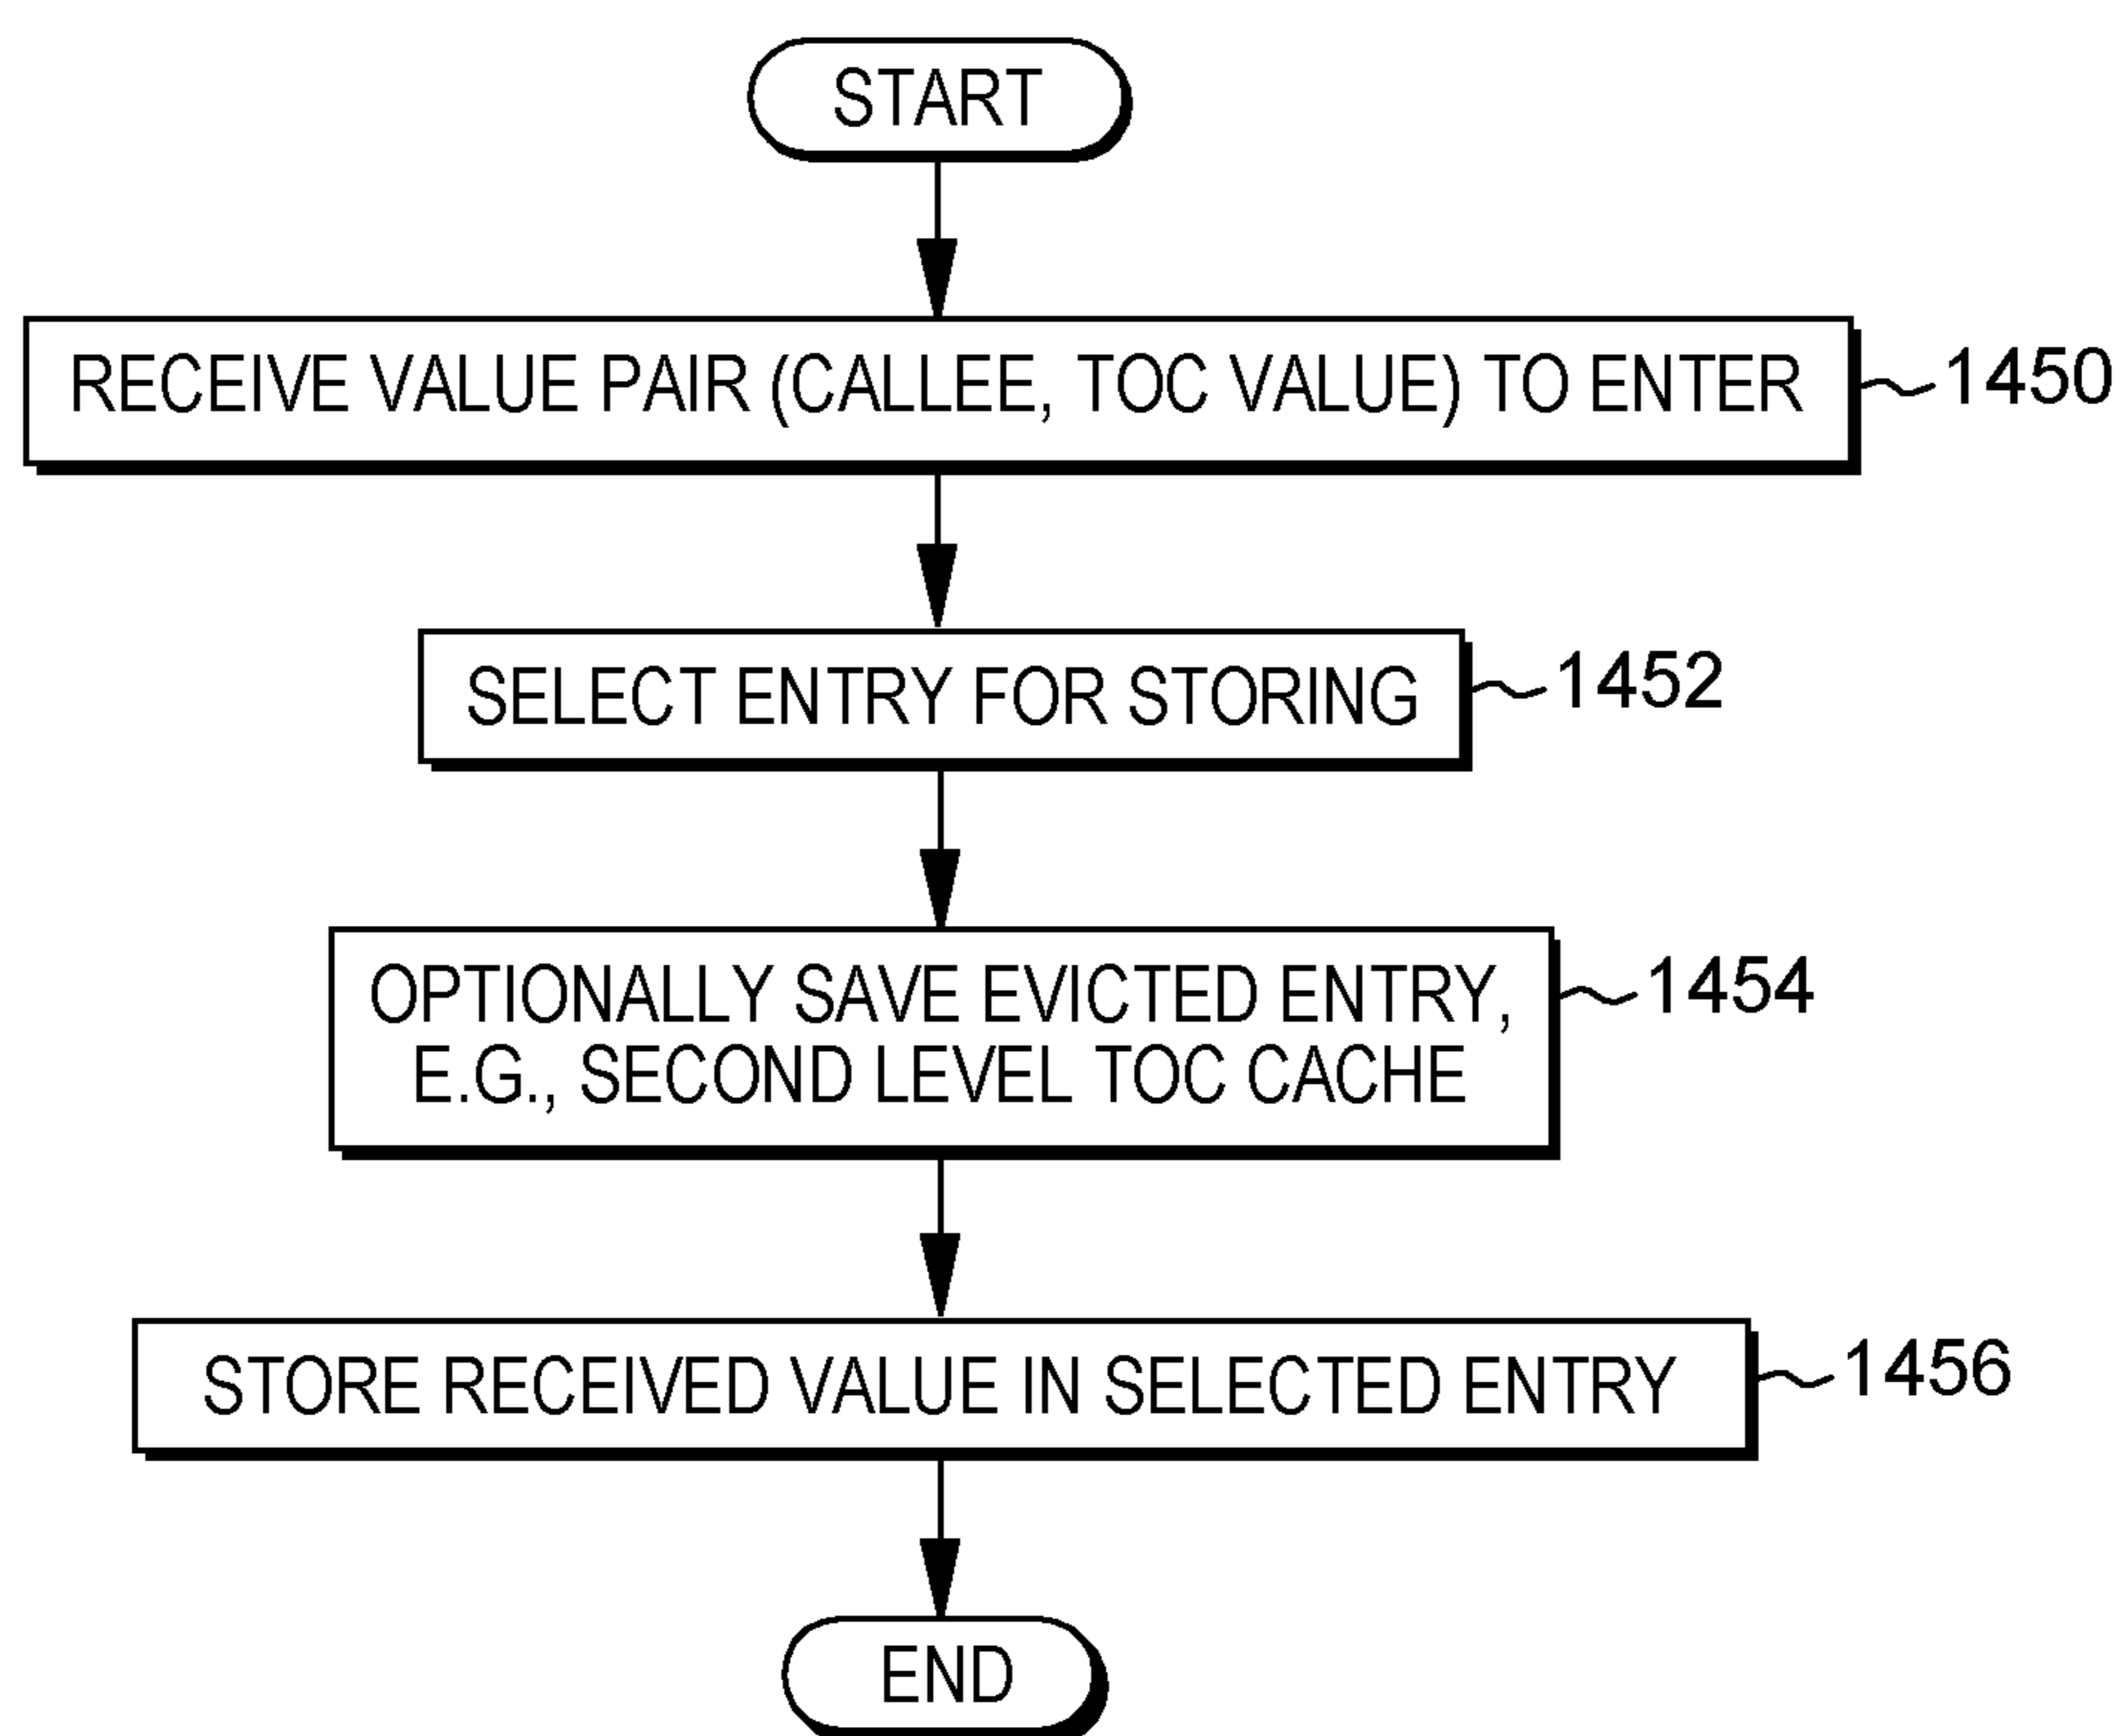 START
RECEIVE VALUE PAIR (CALLEE, TOC VALUE) TO ENTER
1450
SELECT ENTRY FOR STORING
1452
OPTIONALLY SAVE EVICTED ENTRY,
E.G., SECOND LEVEL TOC CACHE
1454
STORE RECEIVED VALUE IN SELECTED ENTRY
1456
END